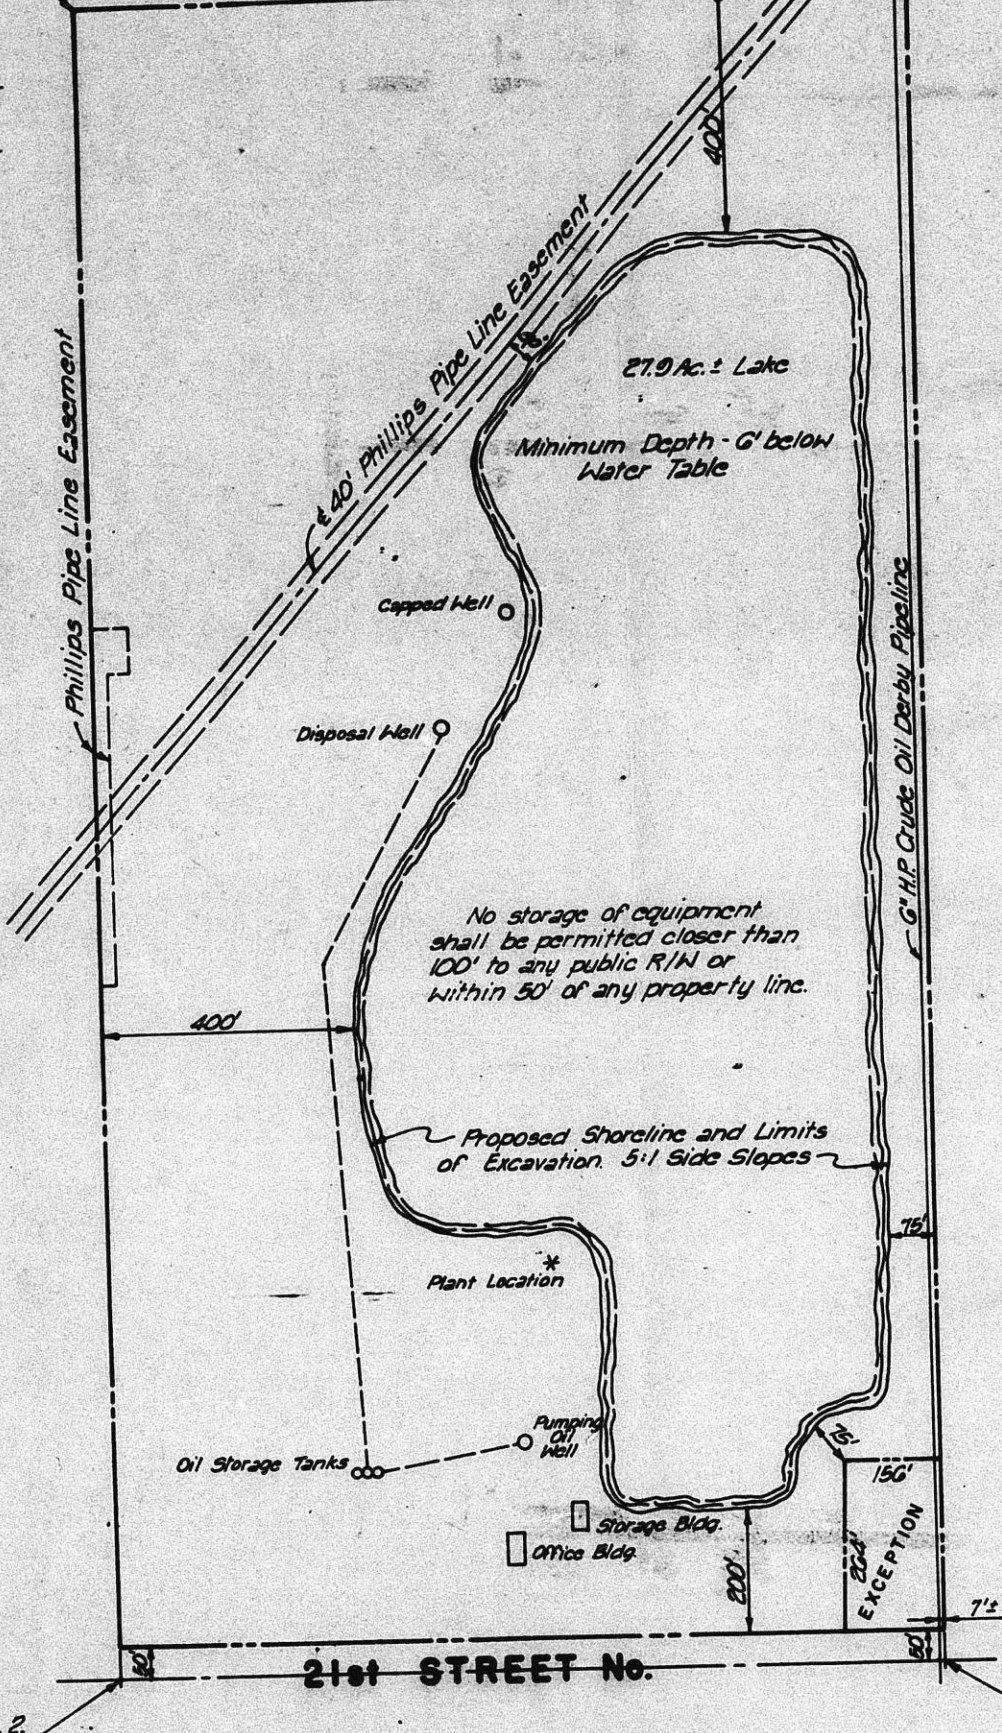 400'
Phillips Pipe Line Easement
℄ 40' Phillips Pipe Line Easement
27.9 Ac. ± Lake
Minimum Depth - 6' below
Water Table
Capped Well
Disposal Well
6" H.P. Crude Oil Derby Pipeline
No storage of equipment
shall be permitted closer than
100' to any public R/W or
within 50' of any property line.
400'
Proposed Shoreline and Limits
of Excavation. 5:1 Side Slopes
75'
*
Plant Location
Pumping
Oil
Well
Oil Storage Tanks
75'
156'
264'
EXCEPTION
Storage Bldg.
Office Bldg.
200'
7'±
50'
50'
21st STREET No.
2.